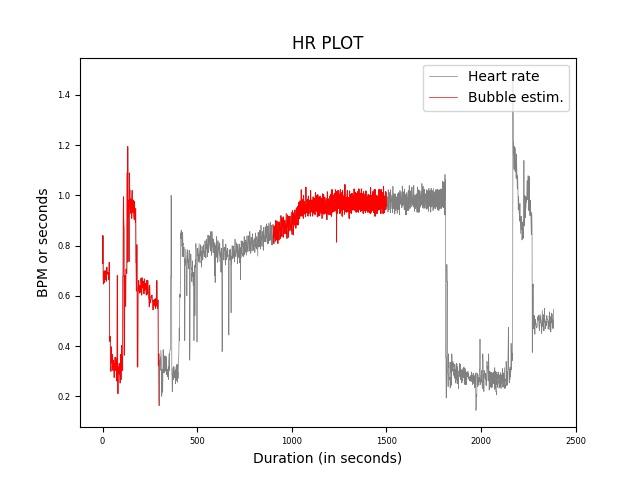 HR PLOT
Heart rate
Bubble estim.
BPM or seconds
1.4
1.2
1.0
0.8
0.6
0.4
0.2
0 500 1000 1500 2000 2500
Duration (in seconds)